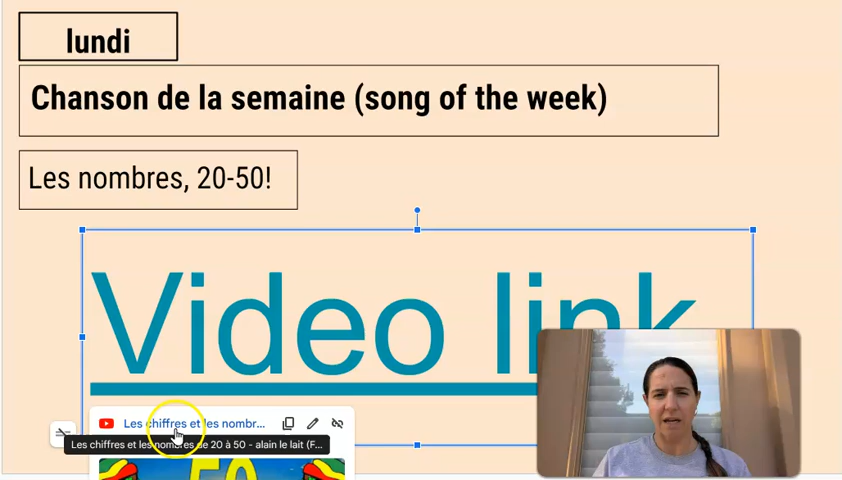 lundi
Chanson de la semaine (song of the week)
Les nombres, 20-50!
Video link
Les chiffres et les nombr...
Les chiffres et les nombres de 20 à 50 - alain le lait (F...
50